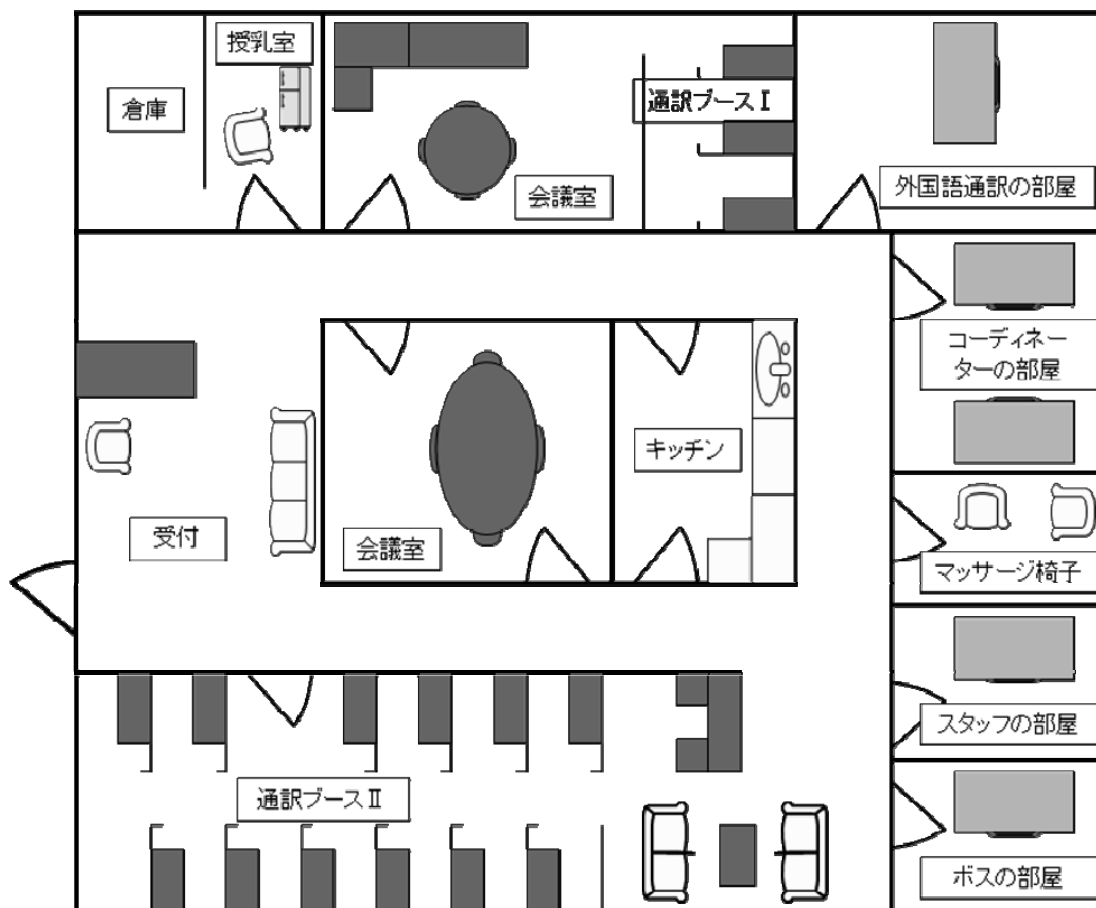 授乳室
倉庫
通訳ブースⅠ
会議室
外国語通訳の部屋
コーディネー
ターの部屋
キッチン
受付
会議室
マッサージ椅子
スタッフの部屋
通訳ブースⅡ
ボスの部屋